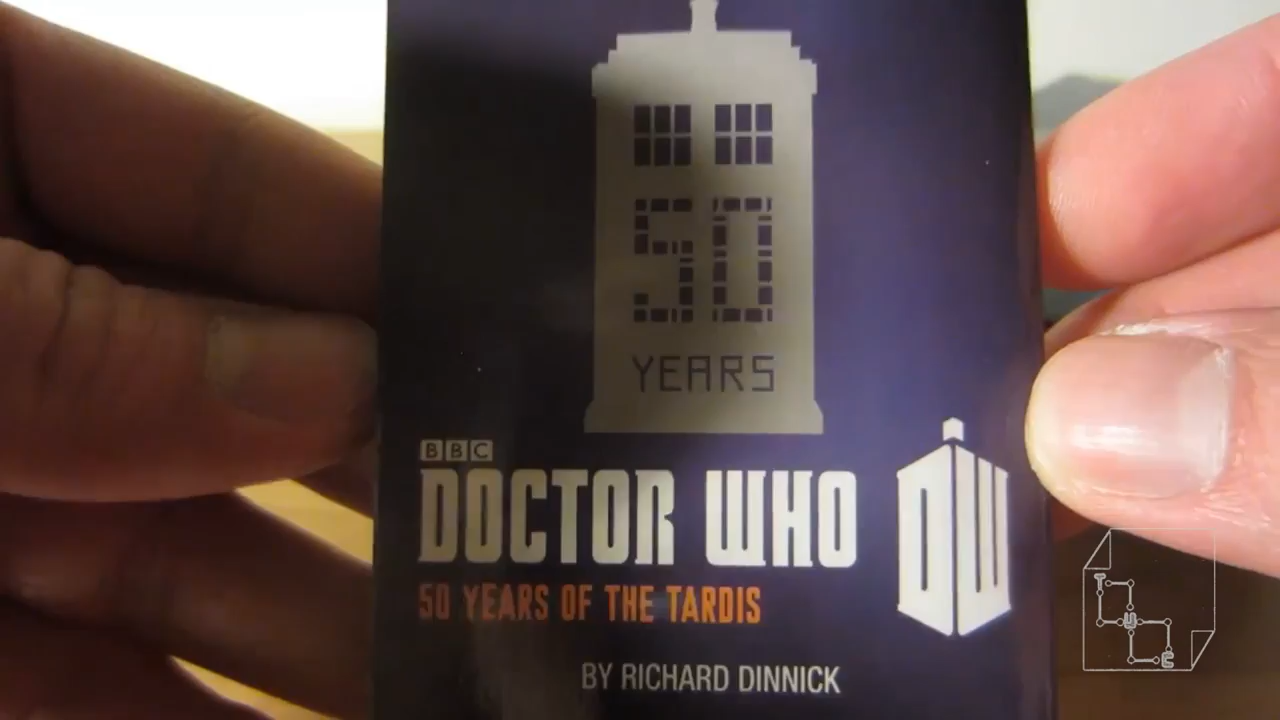 50
YEARS
BBC
DOCTOR WHO
DW
50 YEARS OF THE TARDIS
BY RICHARD DINNICK
T
U
C